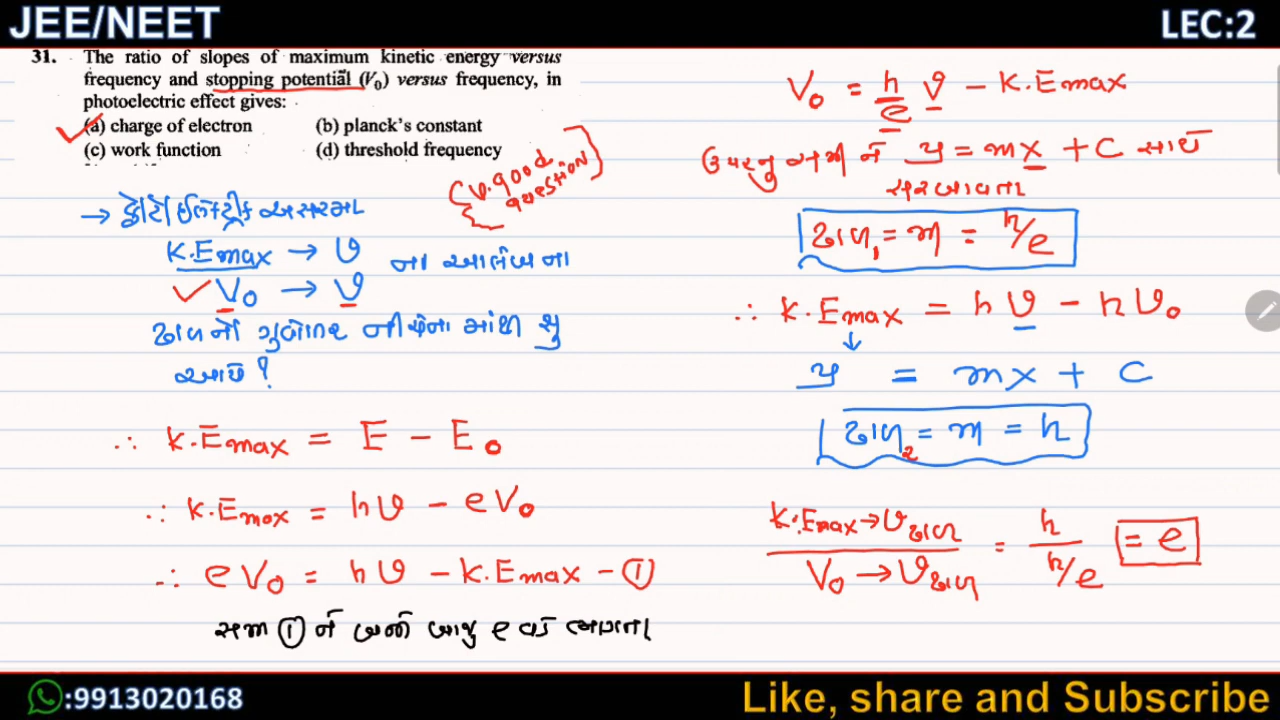 JEE/NEET
LEC:2
31. The ratio of slopes of maximum kinetic energy versus
frequency and stopping potential (V₀) versus frequency, in
photoelectric effect gives:
(a) charge of electron (b) planck's constant
(c) work function (d) threshold frequency
(v.good question)
→ ફોટોઈલેક્ટ્રીક અસરમાં
K.Emax → ν ના આલેખ ના
V₀ → ν
ઢાળનો ગુણોત્તર નીચેના માંથી શુ
આપે ?
∴ K.Emax = E − E₀
∴ K.Emax = hν − eV₀
∴ eV₀ = hν − K.Emax − ①
સમી ① ને બન્ને બાજુ e વડે ભાગતા
V₀ = h/e ν − K.Emax
ઉપરનુ સમી ને y = mx + c સાથે
સરખાવતા
ઢાળ₁ = m = h/e
∴ K.Emax = hν − hν₀
↓
y = mx + c
ઢાળ₂ = m = h
K.Emax→ν ઢાળ / V₀→ν ઢાળ = h / h/e = e
:9913020168
Like, share and Subscribe